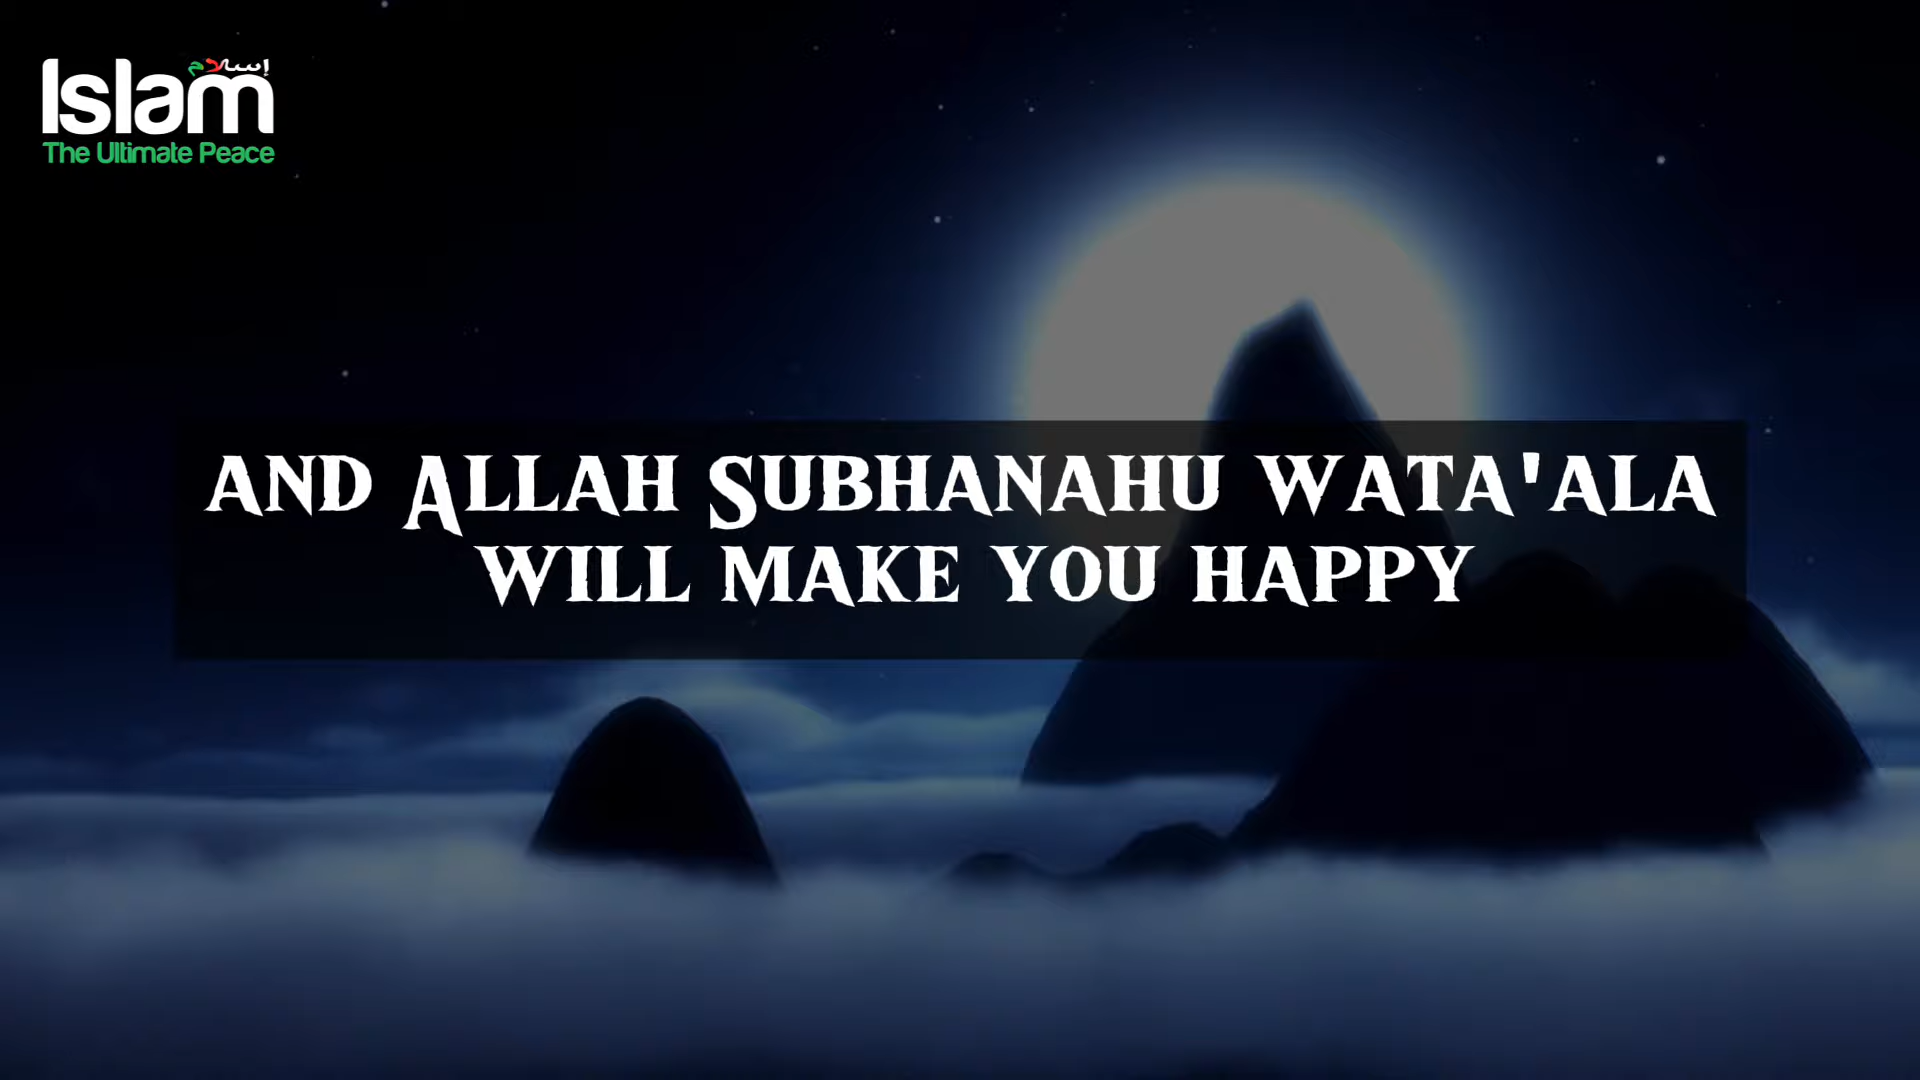 إسلام
Islam
The Ultimate Peace
AND ALLAH SUBHANAHU WATA'ALA
WILL MAKE YOU HAPPY